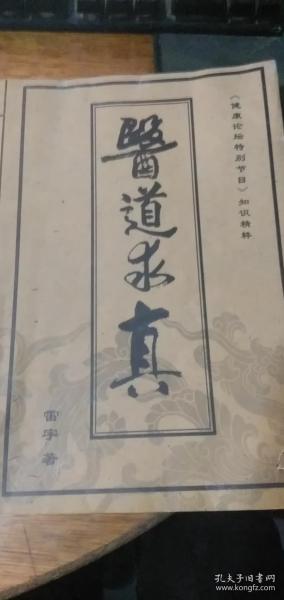 《健康论坛特别节目》知识精粹
醫道求真
雷宇 著
孔夫子旧书网